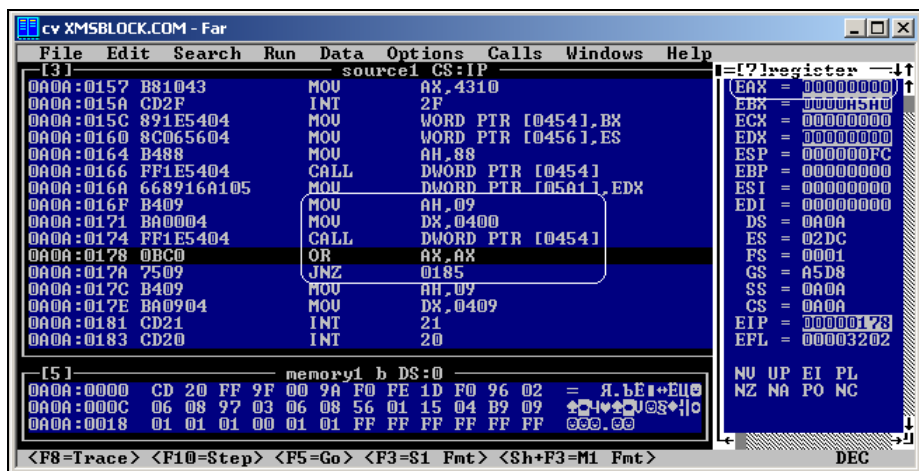 cv XMSBLOCK.COM - Far
File Edit Search Run Data Options Calls Windows Help
[3] source1 CS:IP
0A0A:0157 B81043 MOV AX,4310
0A0A:015A CD2F INT 2F
0A0A:015C 891E5404 MOV WORD PTR [0454],BX
0A0A:0160 8C065604 MOV WORD PTR [0456],ES
0A0A:0164 B488 MOV AH,88
0A0A:0166 FF1E5404 CALL DWORD PTR [0454]
0A0A:016A 668916A105 MOV DWORD PTR [05A1],EDX
0A0A:016F B409 MOV AH,09
0A0A:0171 BA0004 MOV DX,0400
0A0A:0174 FF1E5404 CALL DWORD PTR [0454]
0A0A:0178 0BC0 OR AX,AX
0A0A:017A 7509 JNZ 0185
0A0A:017C B409 MOV AH,09
0A0A:017E BA0904 MOV DX,0409
0A0A:0181 CD21 INT 21
0A0A:0183 CD20 INT 20
[7]register
EAX = 00000000
EBX = 0000A5A0
ECX = 00000000
EDX = 00000000
ESP = 000000FC
EBP = 00000000
ESI = 00000000
EDI = 00000000
DS = 0A0A
ES = 02DC
FS = 0001
GS = A5D8
SS = 0A0A
CS = 0A0A
EIP = 00000178
EFL = 00003202
NV UP EI PL
NZ NA PO NC
[5] memory1 b DS:0
0A0A:0000 CD 20 FF 9F 00 9A F0 FE 1D F0 96 02
0A0A:000C 06 08 97 03 06 08 56 01 15 04 B9 09
0A0A:0018 01 01 01 00 01 01 FF FF FF FF FF FF
<F8=Trace> <F10=Step> <F5=Go> <F3=S1 Fmt> <Sh+F3=M1 Fmt> DEC